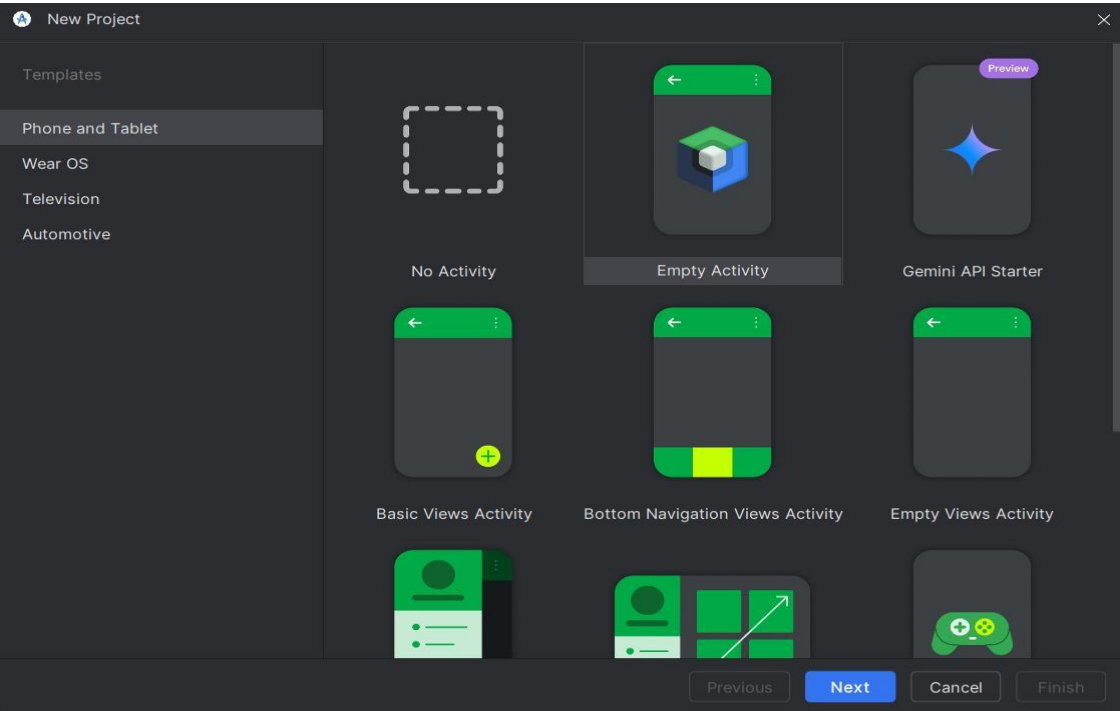 New Project
Templates
Phone and Tablet
Wear OS
Television
Automotive
Preview
No Activity
Empty Activity
Gemini API Starter
Basic Views Activity
Bottom Navigation Views Activity
Empty Views Activity
Previous
Next
Cancel
Finish